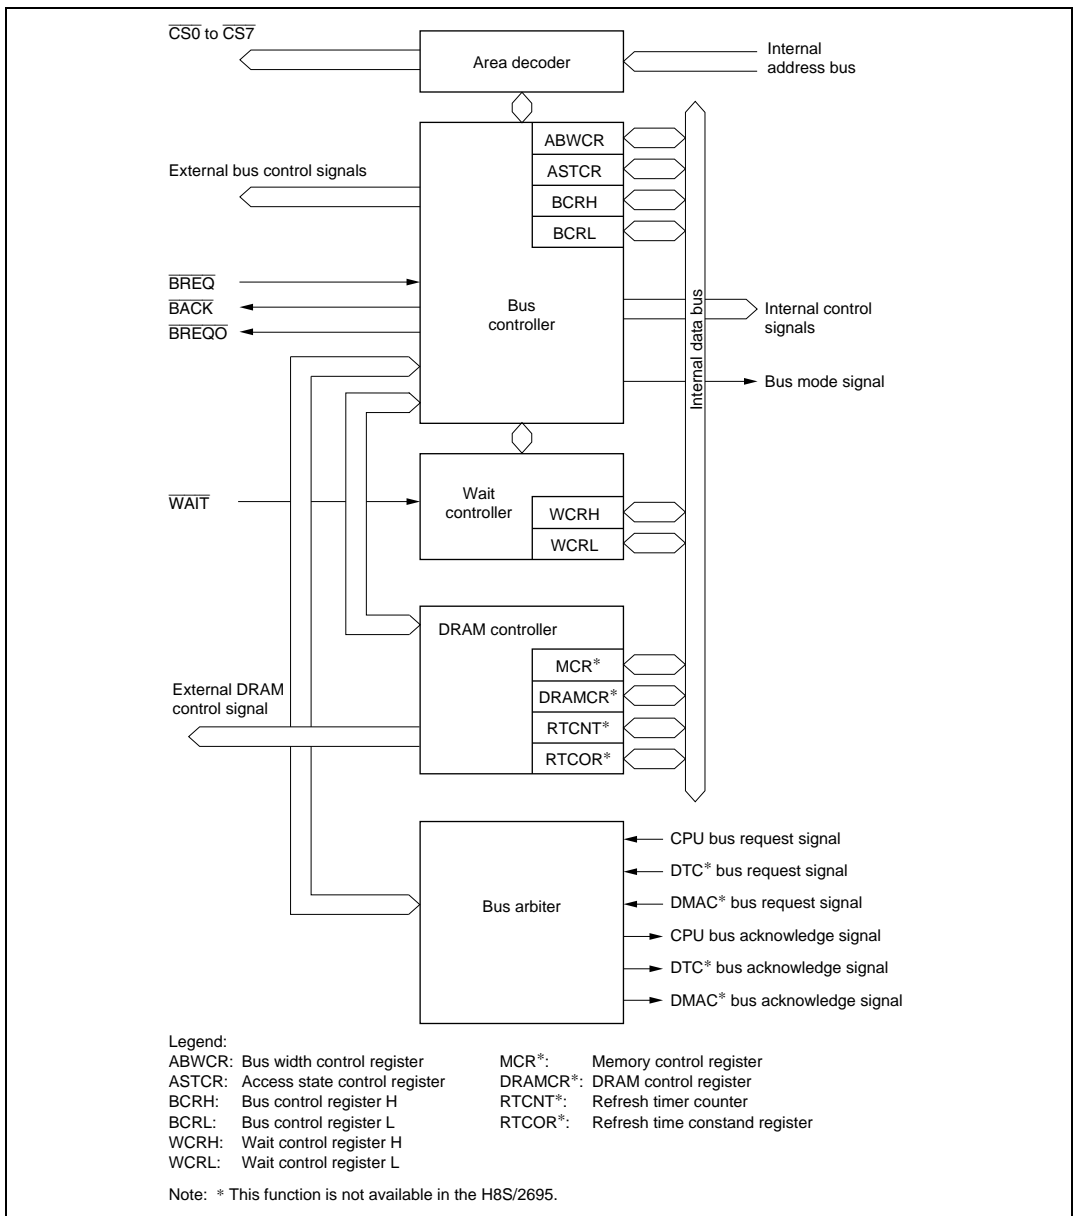 CS0 to CS7
Area decoder
Internal
address bus
ABWCR
ASTCR
BCRH
BCRL
External bus control signals
BREQ
BACK
BREQO
Bus
controller
Internal data bus
Internal control
signals
Bus mode signal
WAIT
Wait
controller
WCRH
WCRL
DRAM controller
MCR*
DRAMCR*
RTCNT*
RTCOR*
External DRAM
control signal
Bus arbiter
CPU bus request signal
DTC* bus request signal
DMAC* bus request signal
CPU bus acknowledge signal
DTC* bus acknowledge signal
DMAC* bus acknowledge signal
Legend:
ABWCR: Bus width control register
ASTCR: Access state control register
BCRH: Bus control register H
BCRL: Bus control register L
WCRH: Wait control register H
WCRL: Wait control register L
MCR*: Memory control register
DRAMCR*: DRAM control register
RTCNT*: Refresh timer counter
RTCOR*: Refresh time constand register
Note: * This function is not available in the H8S/2695.